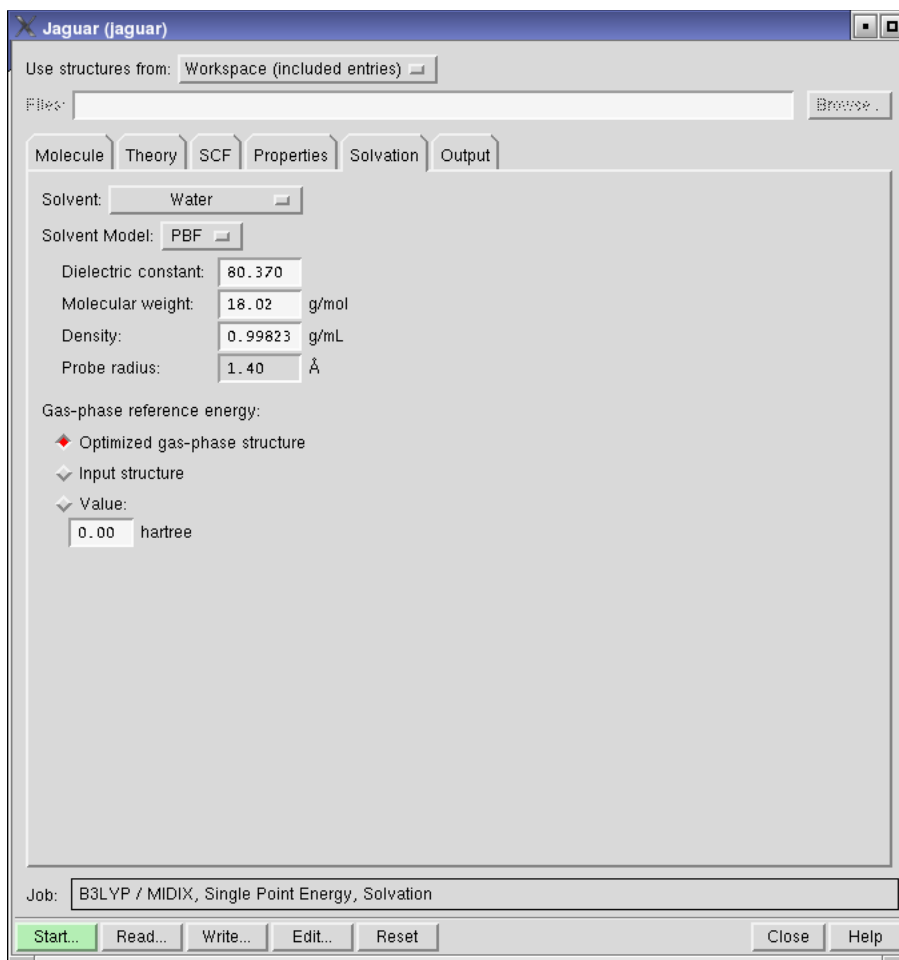 Jaguar (jaguar)
Use structures from: Workspace (included entries)
Files: Browse...
Molecule Theory SCF Properties Solvation Output
Solvent: Water
Solvent Model: PBF
Dielectric constant: 80.370
Molecular weight: 18.02 g/mol
Density: 0.99823 g/mL
Probe radius: 1.40 Å
Gas-phase reference energy:
Optimized gas-phase structure
Input structure
Value:
0.00 hartree
Job: B3LYP / MIDIX, Single Point Energy, Solvation
Start... Read... Write... Edit... Reset Close Help